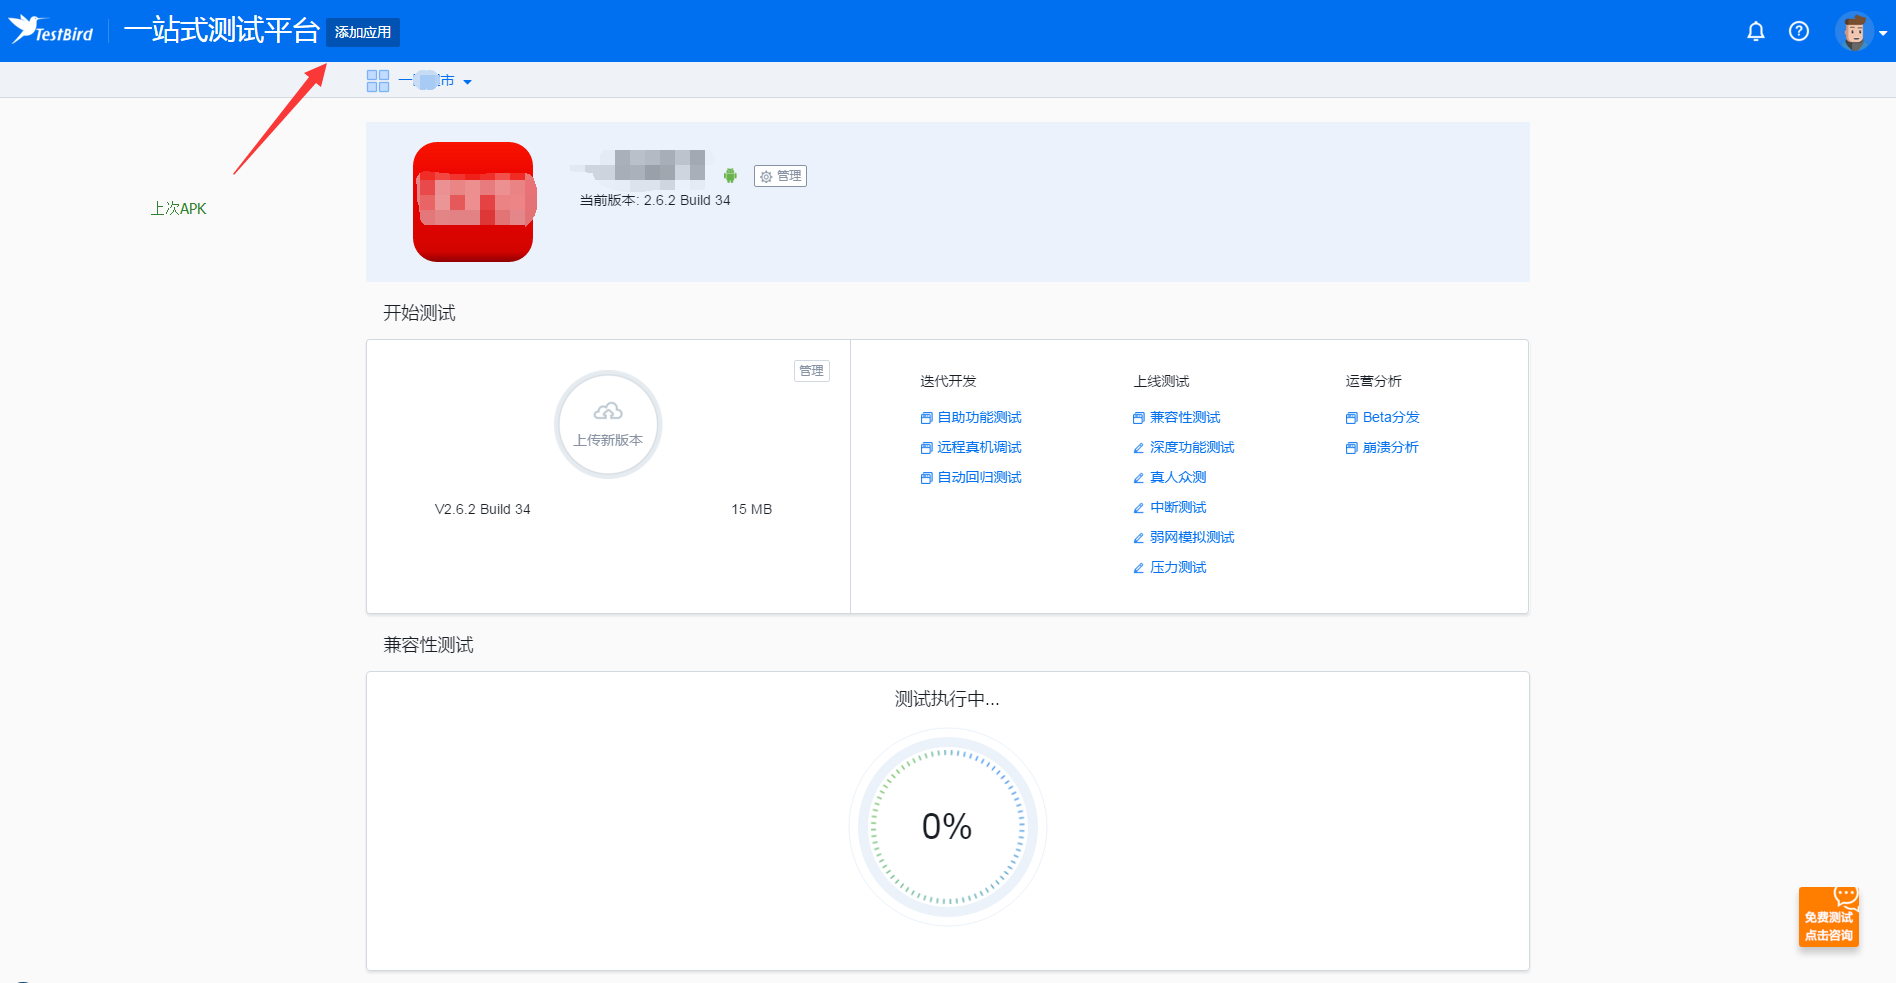 TestBird
一站式测试平台
添加应用
市
上次APK
管理
当前版本: 2.6.2 Build 34
开始测试
管理
上传新版本
V2.6.2 Build 34
15 MB
迭代开发
自助功能测试
远程真机调试
自动回归测试
上线测试
兼容性测试
深度功能测试
真人众测
中断测试
弱网模拟测试
压力测试
运营分析
Beta分发
崩溃分析
兼容性测试
测试执行中...
0%
免费测试
点击咨询